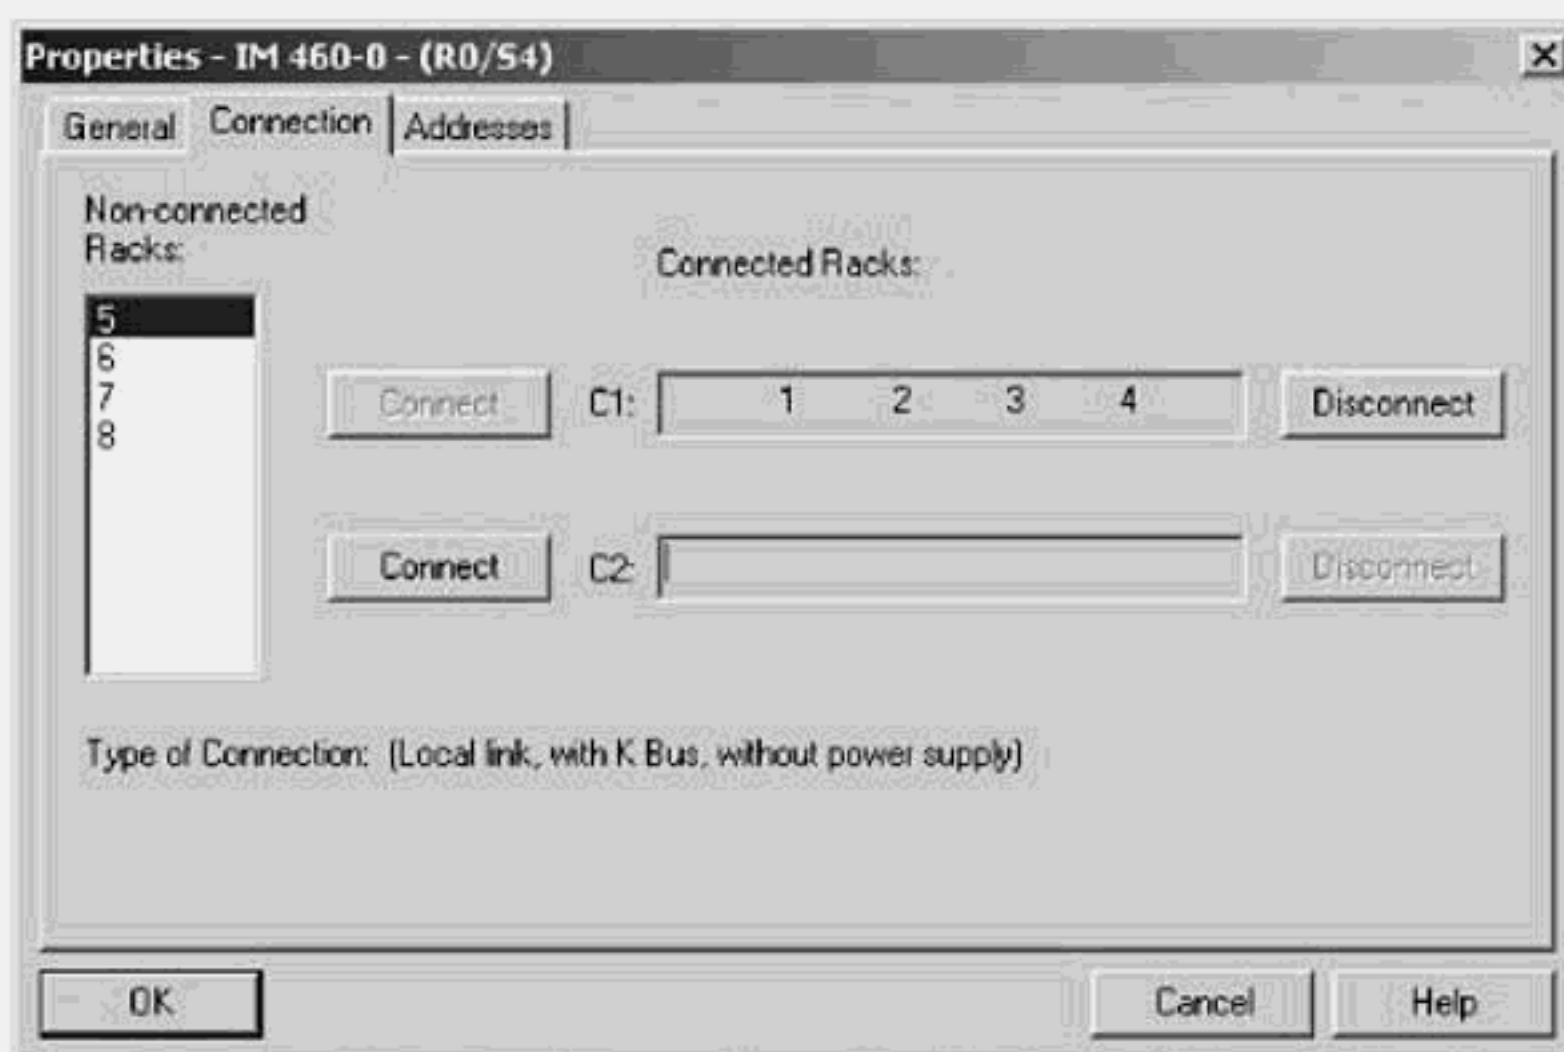 Properties - IM 460-0 - (R0/S4)
General Connection Addresses
Non-connected
Racks:
Connected Racks:
5
6
7
8
Connect C1: 1 2 3 4 Disconnect
Connect C2: Disconnect
Type of Connection: (Local link, with K Bus, without power supply)
OK Cancel Help